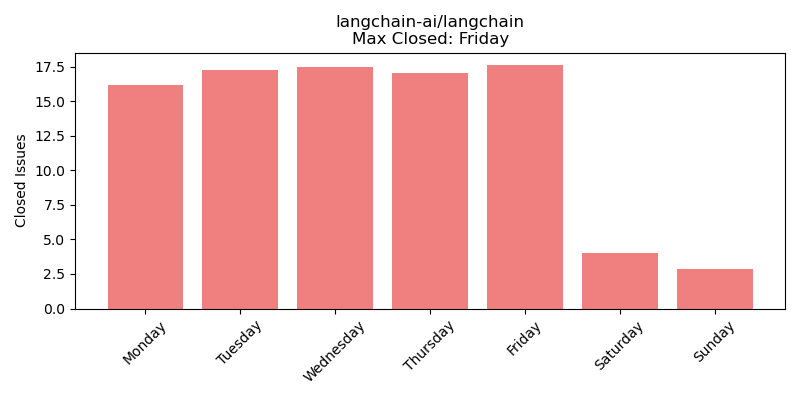 langchain-ai/langchain
Max Closed: Friday
Closed Issues
17.5
15.0
12.5
10.0
7.5
5.0
2.5
0.0
Monday
Tuesday
Wednesday
Thursday
Friday
Saturday
Sunday